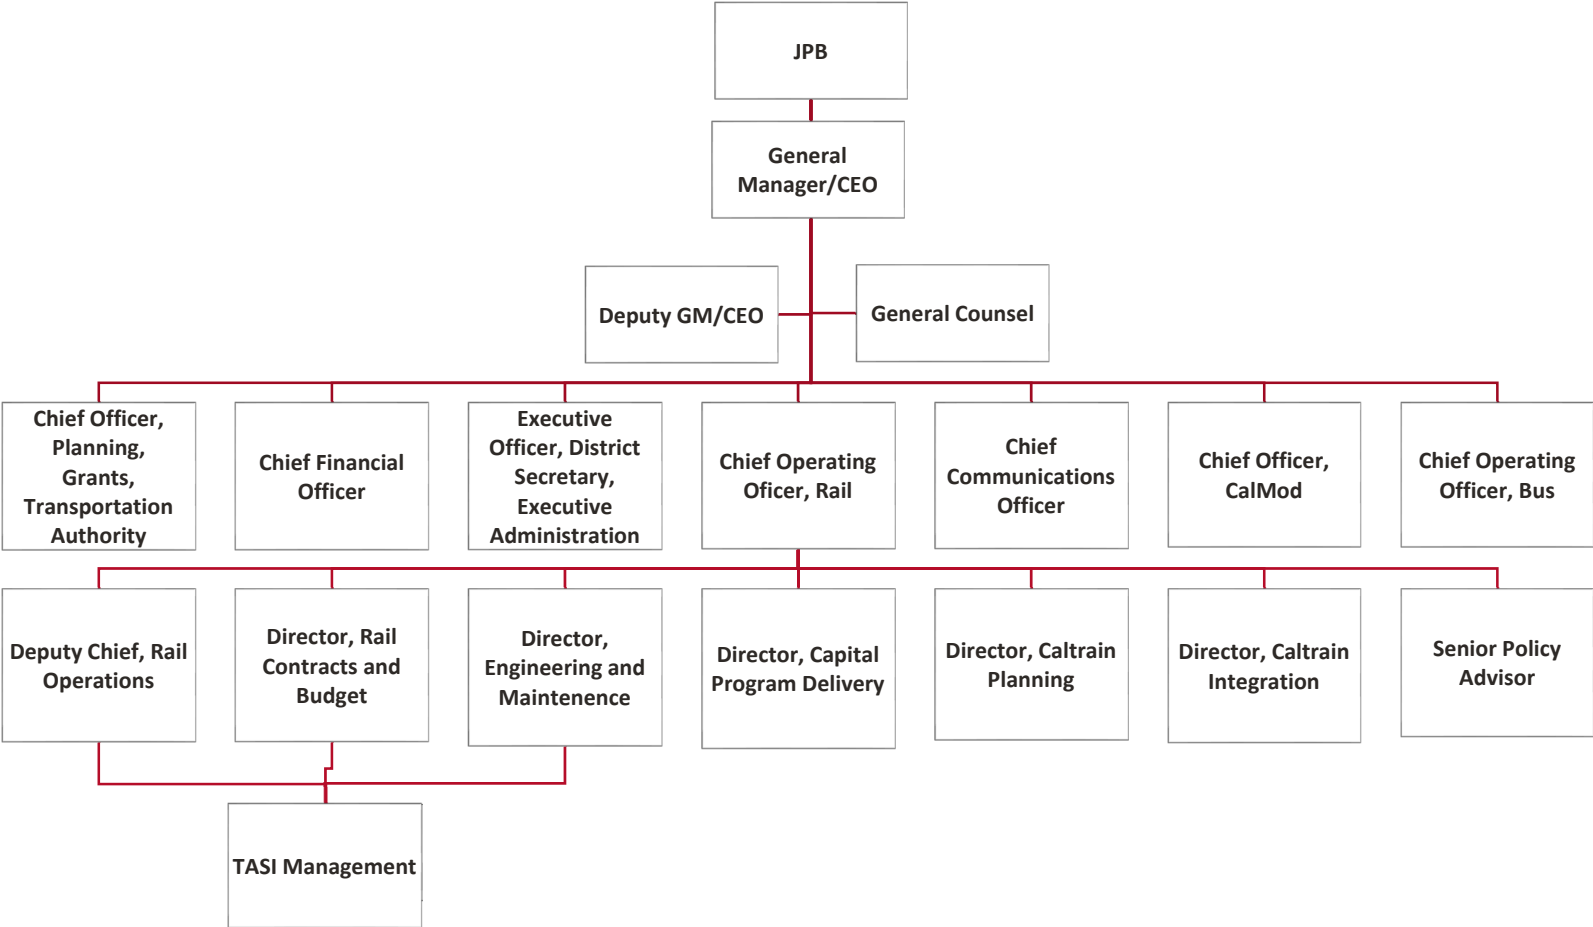 JPB
General
Manager/CEO
Deputy GM/CEO
General Counsel
Chief Officer,
Planning,
Grants,
Transportation
Authority
Chief Financial
Officer
Executive
Officer, District
Secretary,
Executive
Administration
Chief Operating
Oficer, Rail
Chief
Communications
Officer
Chief Officer,
CalMod
Chief Operating
Officer, Bus
Deputy Chief, Rail
Operations
Director, Rail
Contracts and
Budget
Director,
Engineering and
Maintenence
Director, Capital
Program Delivery
Director, Caltrain
Planning
Director, Caltrain
Integration
Senior Policy
Advisor
TASI Management